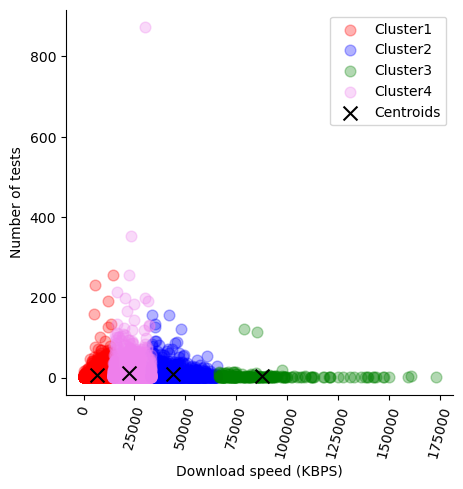 Cluster1
Cluster2
Cluster3
Cluster4
Centroids
Number of tests
800
600
400
200
0
0
25000
50000
75000
100000
125000
150000
175000
Download speed (KBPS)